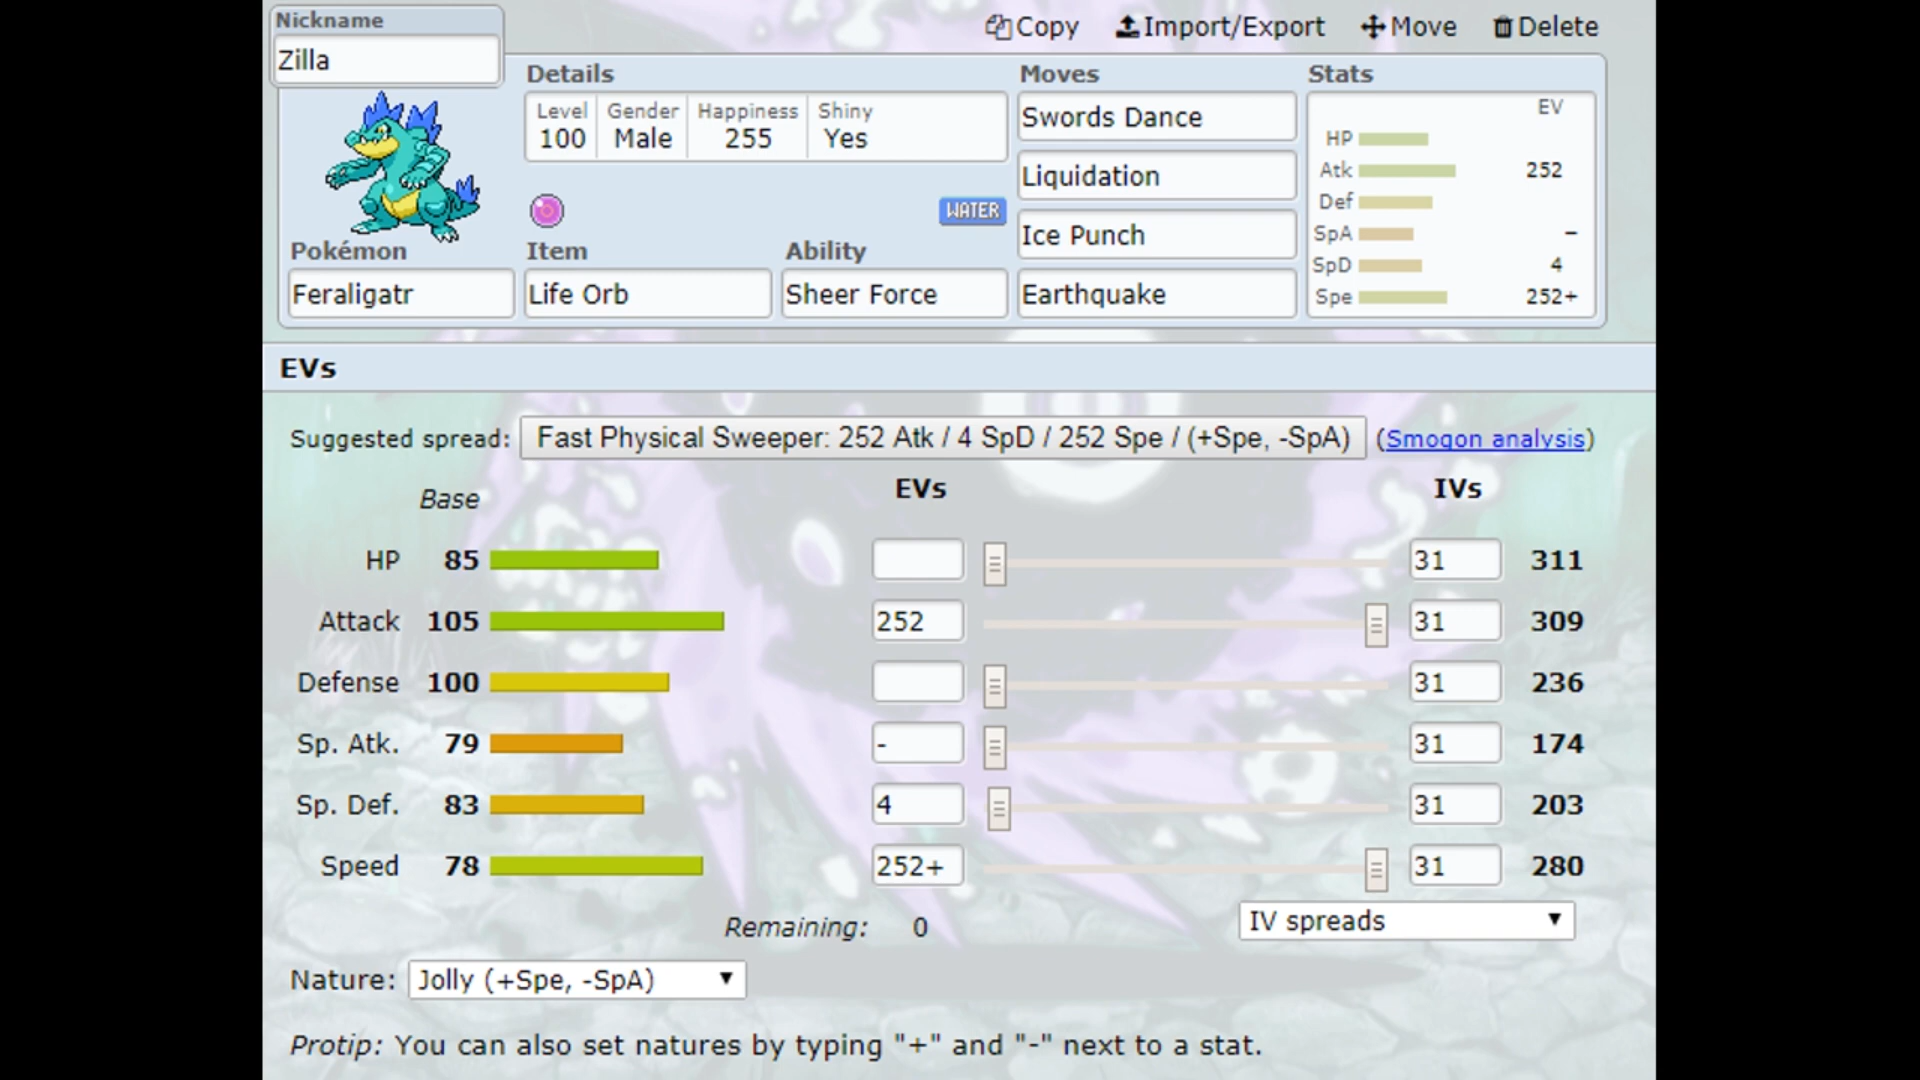 Nickname
Zilla
Copy Import/Export Move Delete
Details Moves Stats
Level Gender Happiness Shiny
100 Male 255 Yes
Swords Dance
Liquidation
Ice Punch
Earthquake
WATER
Pokémon Item Ability
Feraligatr Life Orb Sheer Force
EV
HP
Atk 252
Def
SpA –
SpD 4
Spe 252+
EVs
Suggested spread: Fast Physical Sweeper: 252 Atk / 4 SpD / 252 Spe / (+Spe, -SpA) (Smogon analysis)
Base EVs IVs
HP 85 31 311
Attack 105 252 31 309
Defense 100 31 236
Sp. Atk. 79 - 31 174
Sp. Def. 83 4 31 203
Speed 78 252+ 31 280
Remaining: 0 IV spreads
Nature: Jolly (+Spe, -SpA)
Protip: You can also set natures by typing "+" and "-" next to a stat.